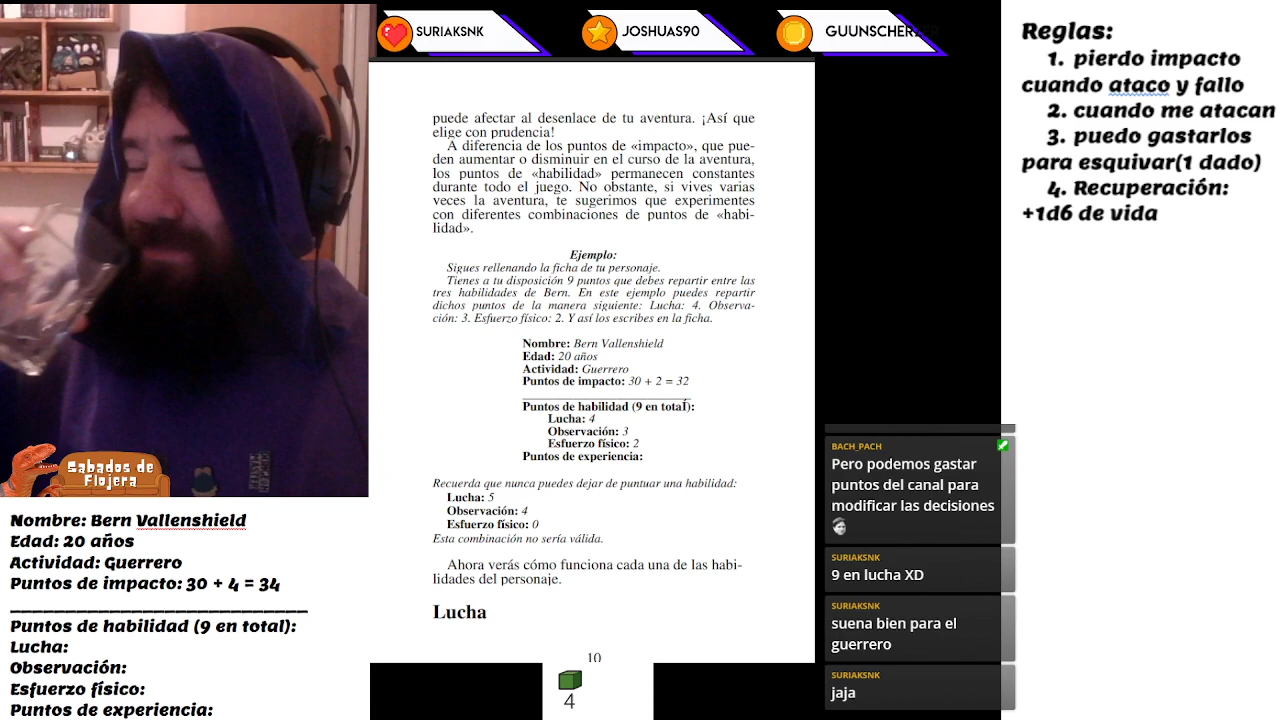 SURIAKSNK
JOSHUAS90
puede afectar al desenlace de tu aventura. ¡Así que
elige con prudencia!
A diferencia de los puntos de «impacto», que pue-
den aumentar o disminuir en el curso de la aventura,
los puntos de «habilidad» permanecen constantes
durante todo el juego. No obstante, si vives varias
veces la aventura, te sugerimos que experimentes
con diferentes combinaciones de puntos de «habi-
lidad».
Ejemplo:
Sigues rellenando la ficha de tu personaje.
Tienes a tu disposición 9 puntos que debes repartir entre las
tres habilidades de Bern. En este ejemplo puedes repartir
dichos puntos de la manera siguiente: Lucha: 4. Observa-
ción: 3. Esfuerzo físico: 2. Y así los escribes en la ficha.
Nombre: Bern Vallenshield
Edad: 20 años
Actividad: Guerrero
Puntos de impacto: 30 + 2 = 32
Puntos de habilidad (9 en total):
Lucha: 4
Observación: 3
Esfuerzo físico: 2
Puntos de experiencia:
Recuerda que nunca puedes dejar de puntuar una habilidad:
Lucha: 5
Observación: 4
Esfuerzo físico: 0
Esta combinación no sería válida.
Ahora verás cómo funciona cada una de las habi-
lidades del personaje.
Lucha
10
4
Reglas:
1. pierdo impacto
cuando ataco y fallo
2. cuando me atacan
3. puedo gastarlos
para esquivar(1 dado)
4. Recuperación:
+1d6 de vida
Sabados de
Flojera
Nombre: Bern Vallenshield
Edad: 20 años
Actividad: Guerrero
Puntos de impacto: 30 + 4 = 34
Puntos de habilidad (9 en total):
Lucha:
Observación:
Esfuerzo físico:
Puntos de experiencia:
BACH_PACH
Pero podemos gastar
puntos del canal para
modificar las decisiones
SURIAKSNK
9 en lucha XD
SURIAKSNK
suena bien para el
guerrero
SURIAKSNK
jaja